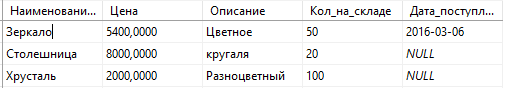 Наименовани... Цена Описание Кол_на_складе Дата_поступл...
Зеркало 5400,0000 Цветное 50 2016-03-06
Столешница 8000,0000 кругаля 20 NULL
Хрусталь 2000,0000 Разноцветный 100 NULL